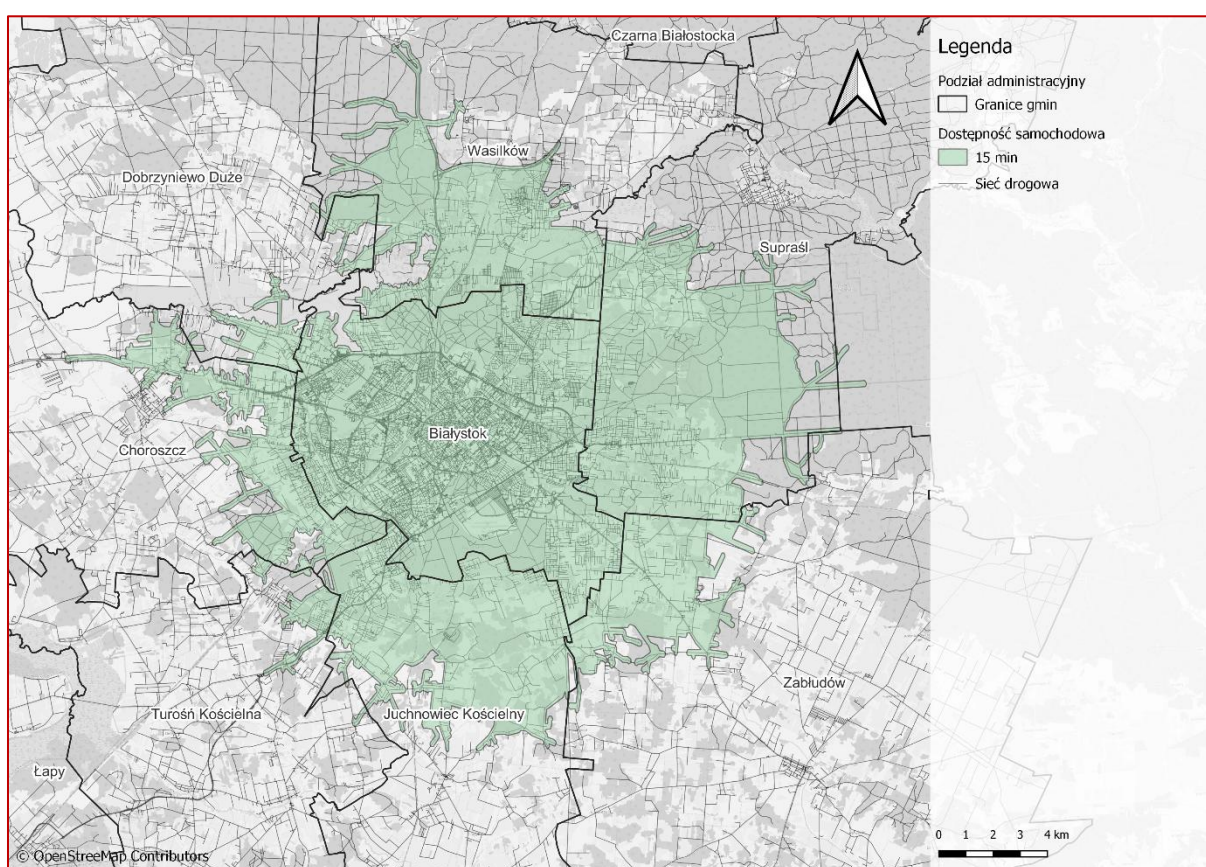 Czarna Białostocka
Wasilków
Dobrzyniewo Duże
Supraśl
Białystok
Choroszcz
Zabłudów
Turośń Kościelna
Juchnowiec Kościelny
Łapy
© OpenStreetMap Contributors
Legenda
Podział administracyjny
Granice gmin
Dostępność samochodowa
15 min
Sieć drogowa
0 1 2 3 4 km